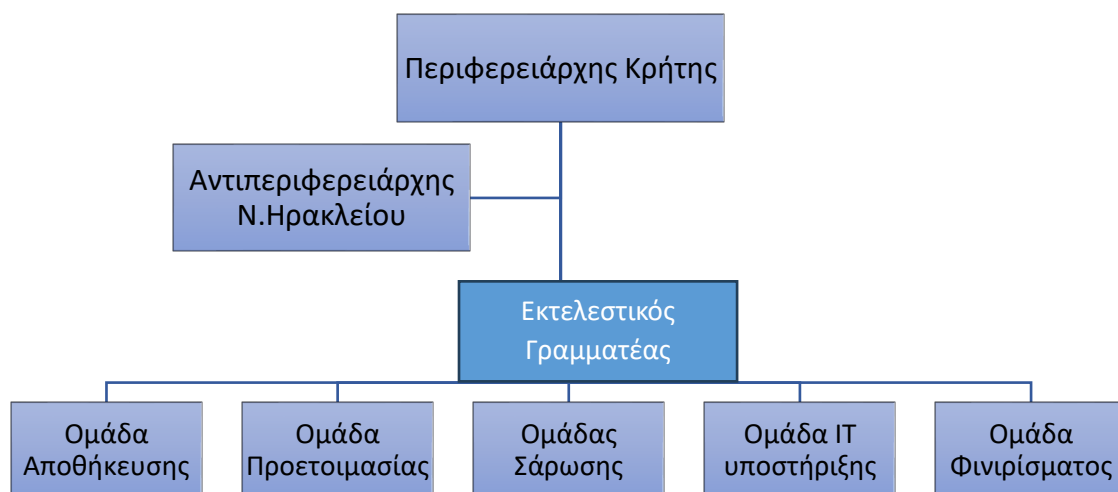 Περιφερειάρχης Κρήτης
Αντιπεριφερειάρχης
Ν.Ηρακλείου
Εκτελεστικός
Γραμματέας
Ομάδα
Αποθήκευσης
Ομάδα
Προετοιμασίας
Ομάδας
Σάρωσης
Ομάδα IT
υποστήριξης
Ομάδα
Φινιρίσματος